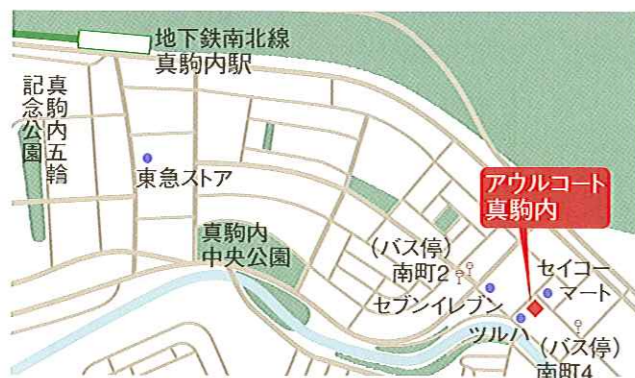 地下鉄南北線
真駒内駅
真駒内五輪
記念公園
東急ストア
真駒内
中央公園
アウルコート
真駒内
(バス停)
南町2
セイコー
マート
セブンイレブン
ツルハ
(バス停)
南町4